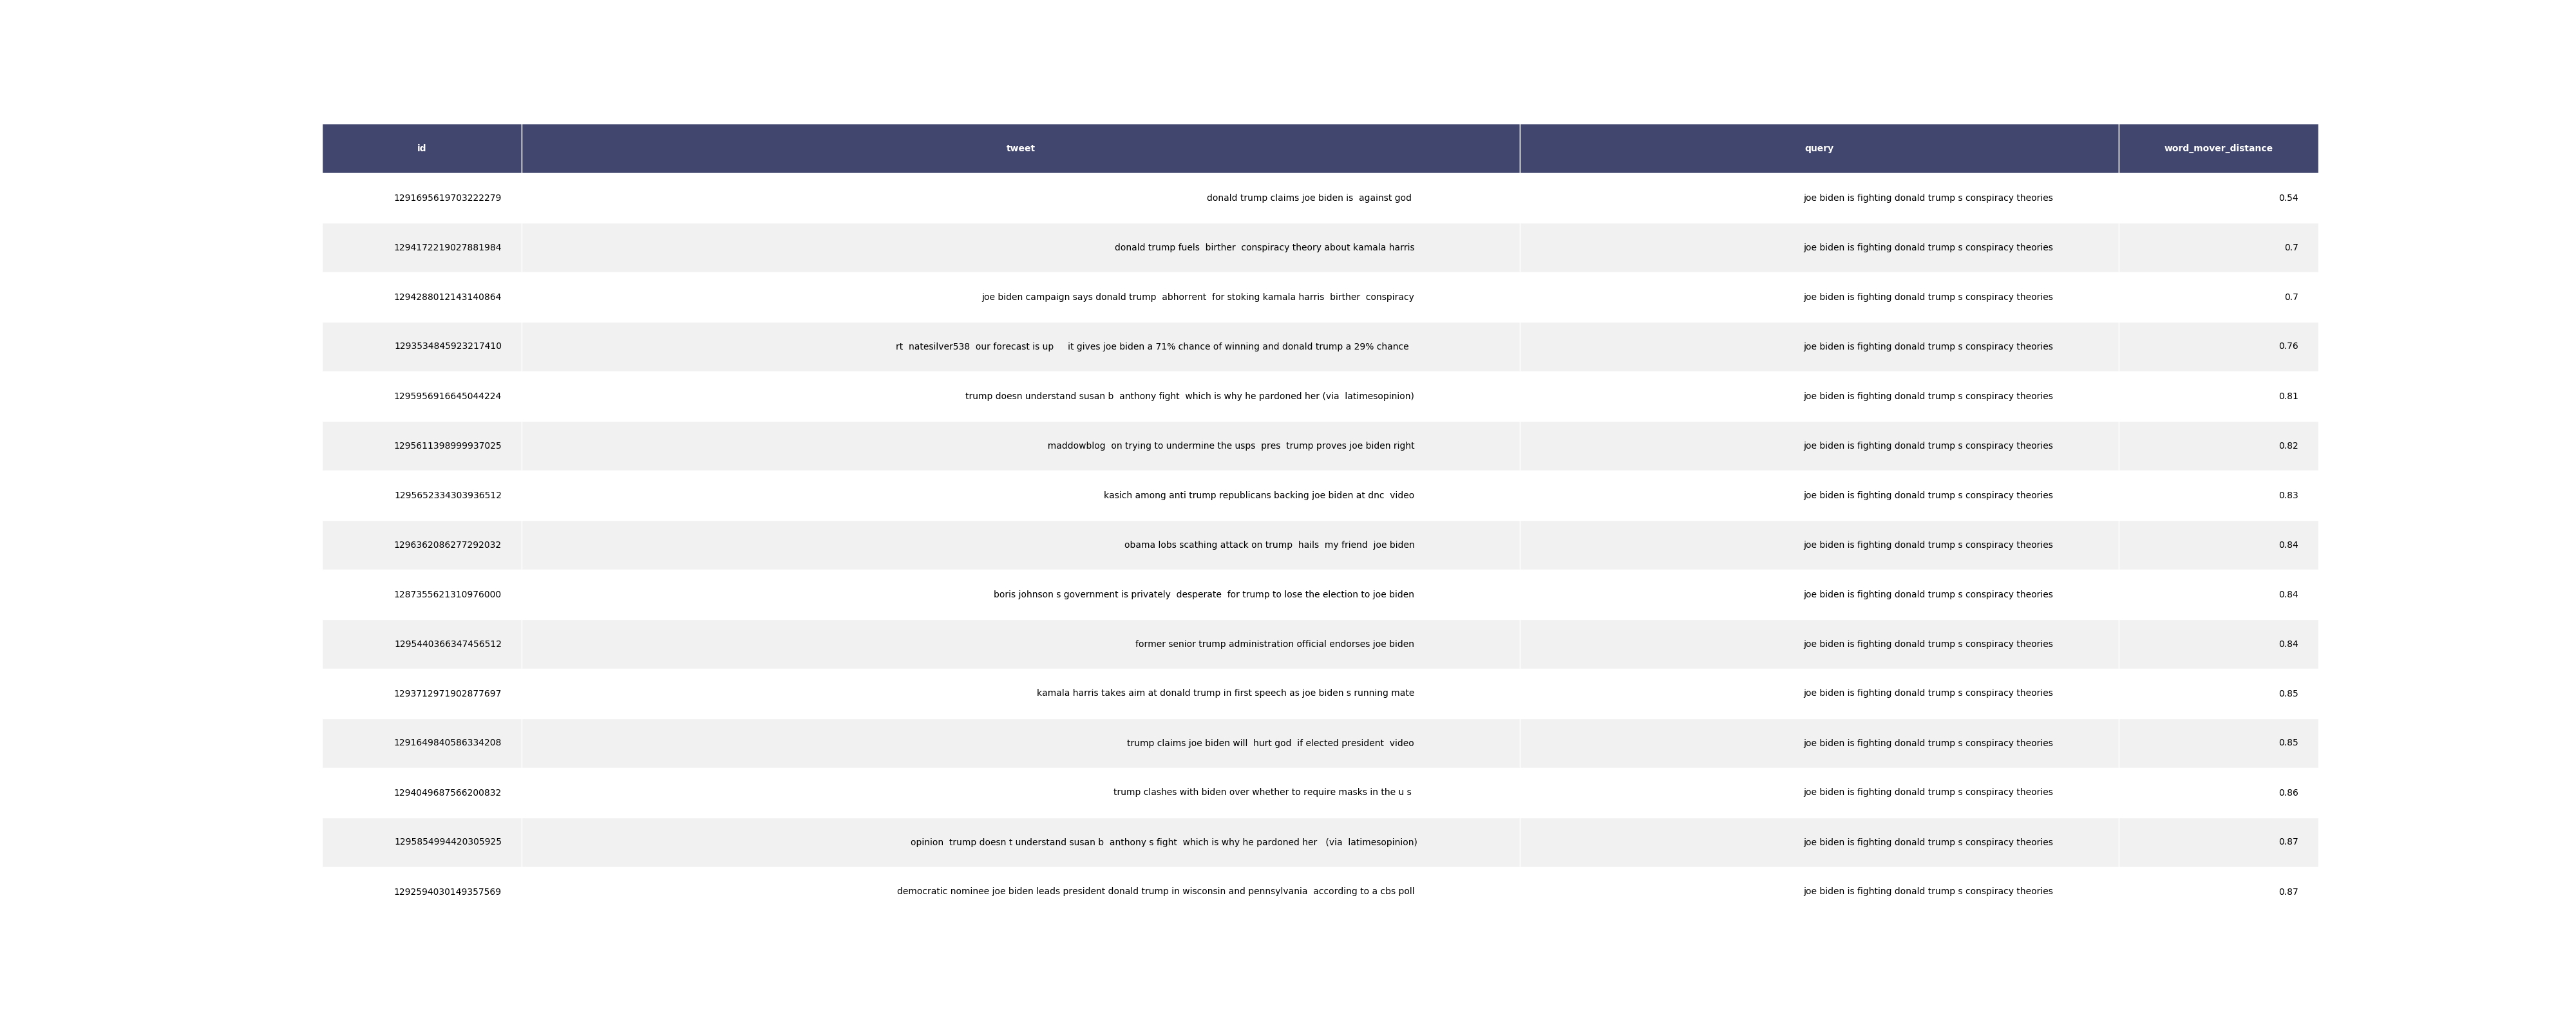 id tweet query word_mover_distance
1291695619703222279 donald trump claims joe biden is  against god joe biden is fighting donald trump s conspiracy theories 0.54
1294172219027881984 donald trump fuels  birther  conspiracy theory about kamala harris joe biden is fighting donald trump s conspiracy theories 0.7
1294288012143140864 joe biden campaign says donald trump  abhorrent  for stoking kamala harris  birther  conspiracy joe biden is fighting donald trump s conspiracy theories 0.7
1293534845923217410 rt  natesilver538  our forecast is up     it gives joe biden a 71% chance of winning and donald trump a 29% chance joe biden is fighting donald trump s conspiracy theories 0.76
1295956916645044224 trump doesn understand susan b  anthony fight  which is why he pardoned her (via  latimesopinion) joe biden is fighting donald trump s conspiracy theories 0.81
1295611398999937025 maddowblog  on trying to undermine the usps  pres  trump proves joe biden right joe biden is fighting donald trump s conspiracy theories 0.82
1295652334303936512 kasich among anti trump republicans backing joe biden at dnc  video joe biden is fighting donald trump s conspiracy theories 0.83
1296362086277292032 obama lobs scathing attack on trump  hails  my friend  joe biden joe biden is fighting donald trump s conspiracy theories 0.84
1287355621310976000 boris johnson s government is privately  desperate  for trump to lose the election to joe biden joe biden is fighting donald trump s conspiracy theories 0.84
1295440366347456512 former senior trump administration official endorses joe biden joe biden is fighting donald trump s conspiracy theories 0.84
1293712971902877697 kamala harris takes aim at donald trump in first speech as joe biden s running mate joe biden is fighting donald trump s conspiracy theories 0.85
1291649840586334208 trump claims joe biden will  hurt god  if elected president  video joe biden is fighting donald trump s conspiracy theories 0.85
1294049687566200832 trump clashes with biden over whether to require masks in the u s joe biden is fighting donald trump s conspiracy theories 0.86
1295854994420305925 opinion  trump doesn t understand susan b  anthony s fight  which is why he pardoned her   (via  latimesopinion) joe biden is fighting donald trump s conspiracy theories 0.87
1292594030149357569 democratic nominee joe biden leads president donald trump in wisconsin and pennsylvania  according to a cbs poll joe biden is fighting donald trump s conspiracy theories 0.87